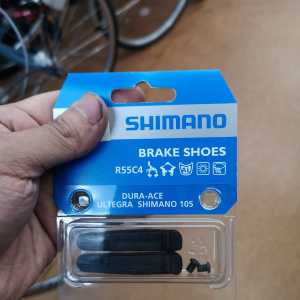 SHIMANO
BRAKE SHOES
R55C4
DURA-ACE
ULTEGRA SHIMANO 105